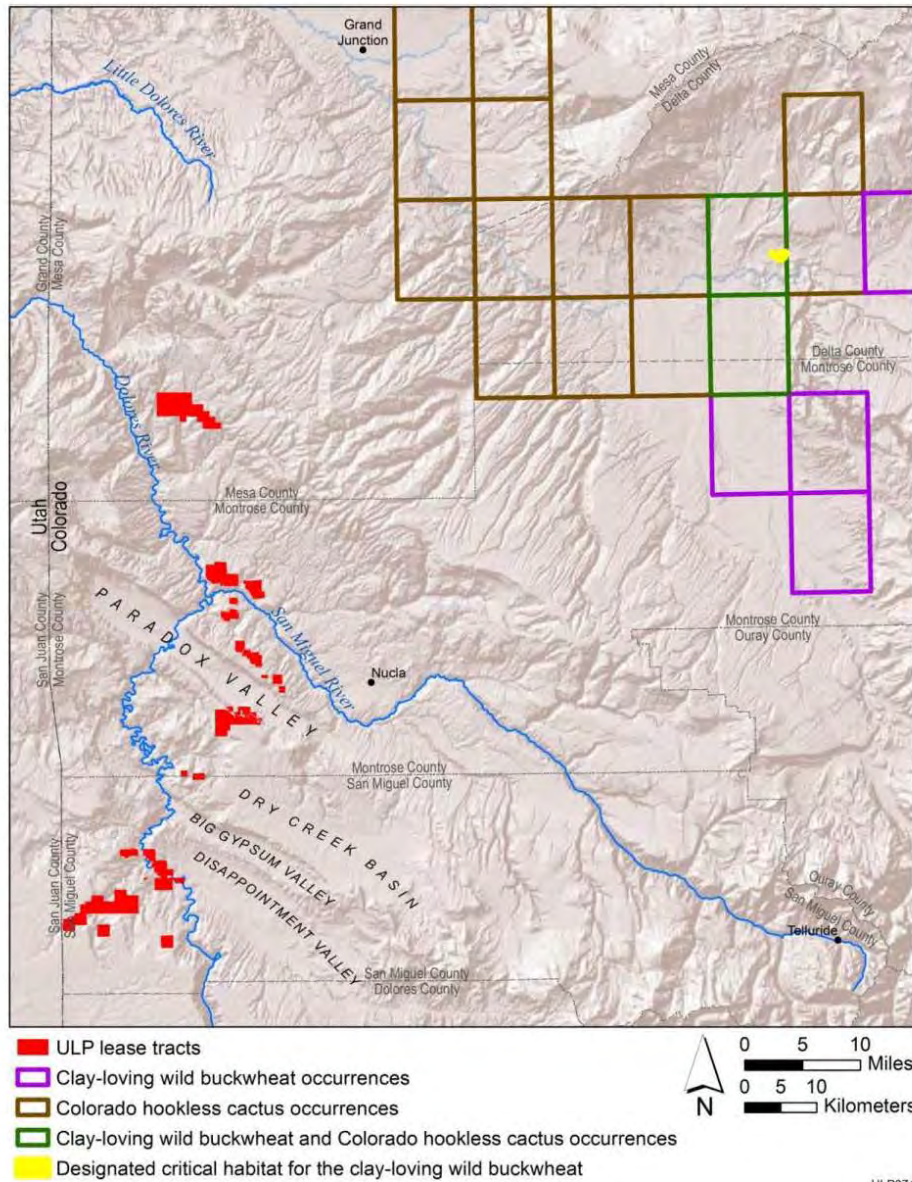 Grand
Junction
Mesa County
Delta County
Little Dolores River
Grand County
Mesa County
Delta County
Montrose County
Dolores River
Mesa County
Montrose County
Utah
Colorado
San Juan County
Montrose County
PARADOX VALLEY
San Miguel River
Nucla
Montrose County
Ouray County
Montrose County
San Miguel County
DRY CREEK BASIN
BIG GYPSUM VALLEY
DISAPPOINTMENT VALLEY
San Juan County
San Miguel County
Ouray County
San Miguel County
Telluride
San Miguel County
Dolores County
ULP lease tracts
Clay-loving wild buckwheat occurrences
Colorado hookless cactus occurrences
Clay-loving wild buckwheat and Colorado hookless cactus occurrences
Designated critical habitat for the clay-loving wild buckwheat
N
0 5 10
Miles
0 5 10
Kilometers